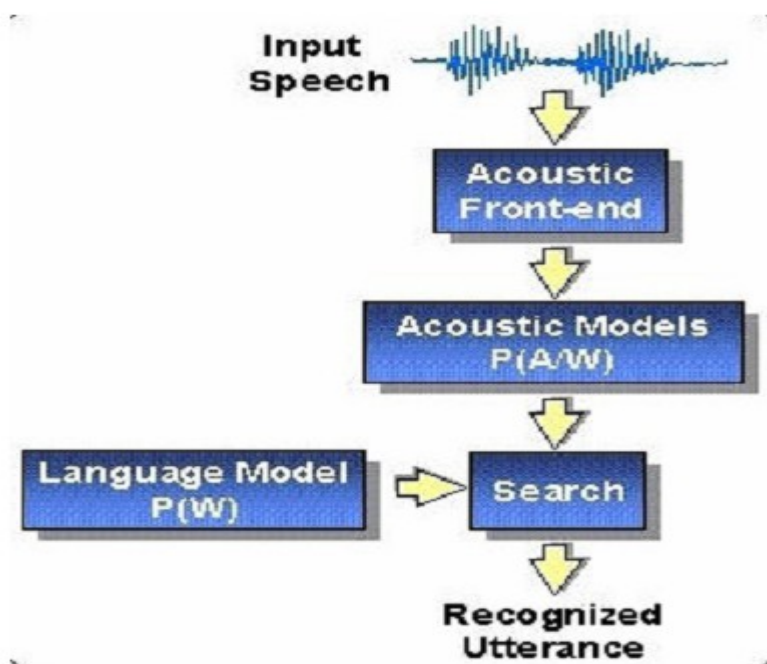 Input
Speech
Acoustic
Front-end
Acoustic Models
P(A/W)
Language Model
P(W)
Search
Recognized
Utterance